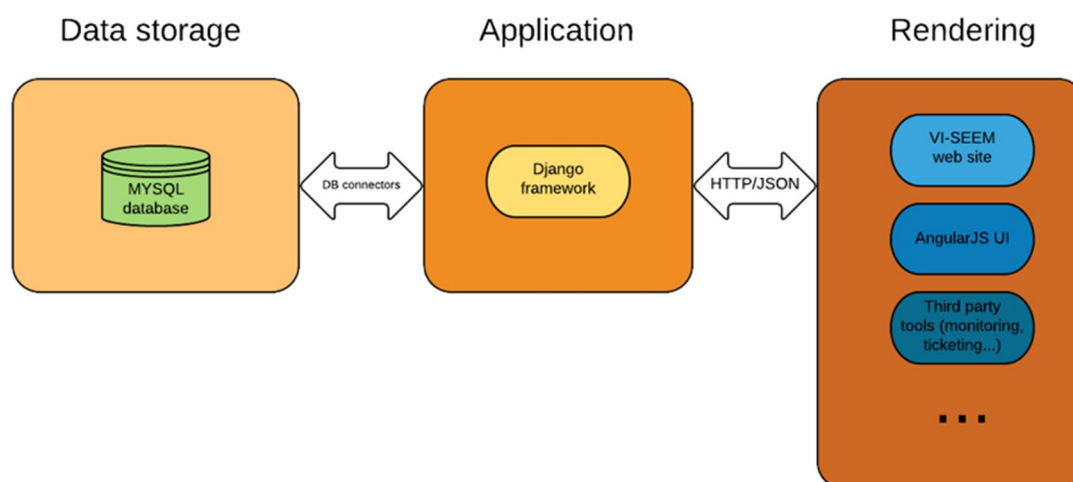 Data storage
Application
Rendering
MYSQL
database
DB connectors
Django
framework
HTTP/JSON
VI-SEEM
web site
AngularJS UI
Third party
tools (monitoring,
ticketing...)
...